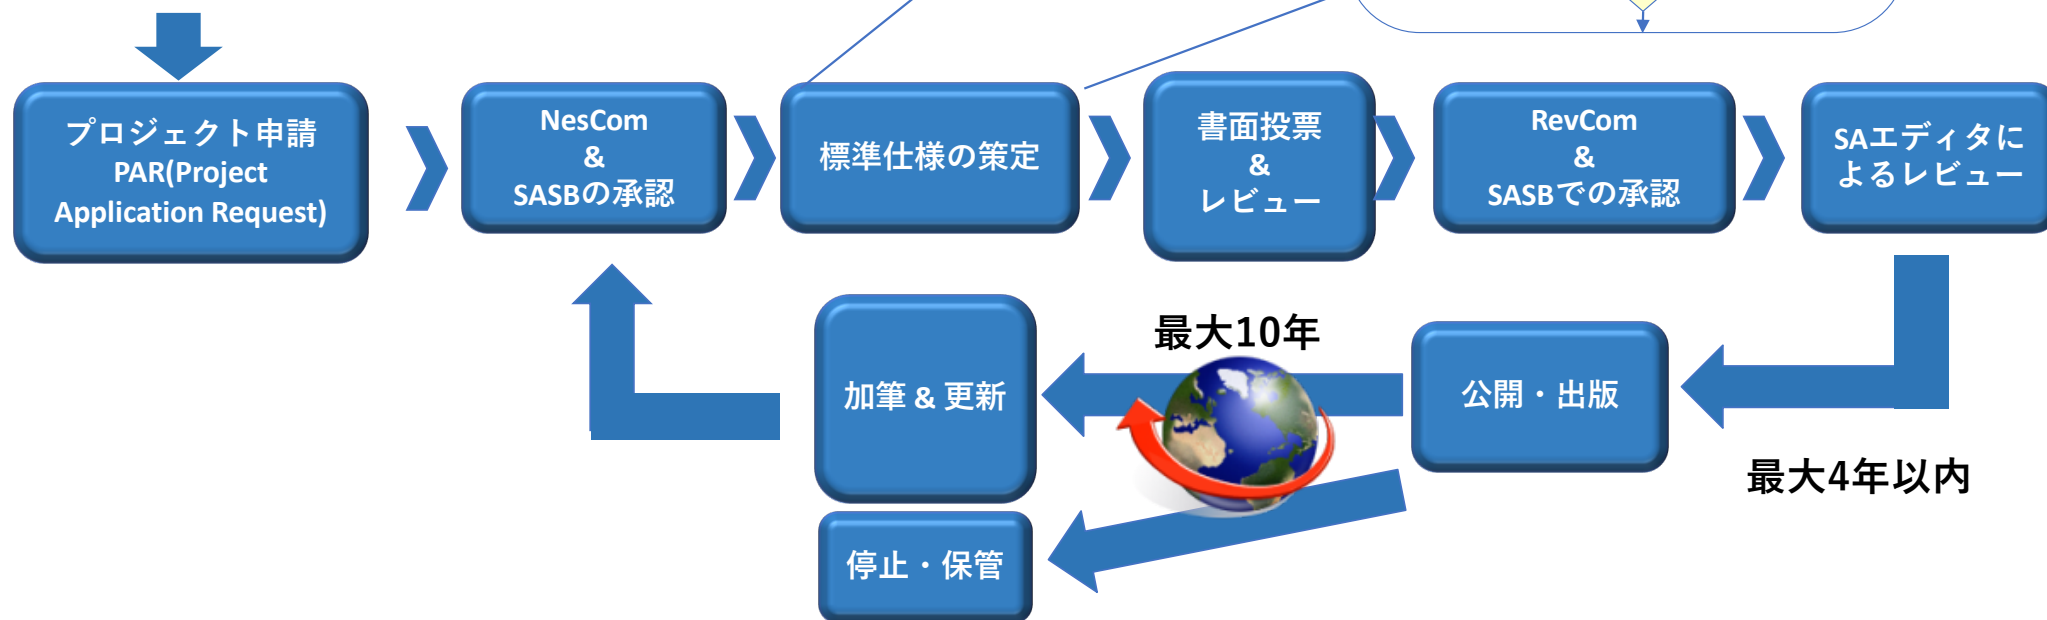 プロジェクト申請
PAR(Project
Application Request)
NesCom
&
SASBの承認
標準仕様の策定
書面投票
&
レビュー
RevCom
&
SASBでの承認
SAエディタに
よるレビュー
最大10年
加筆 & 更新
公開・出版
最大4年以内
停止・保管